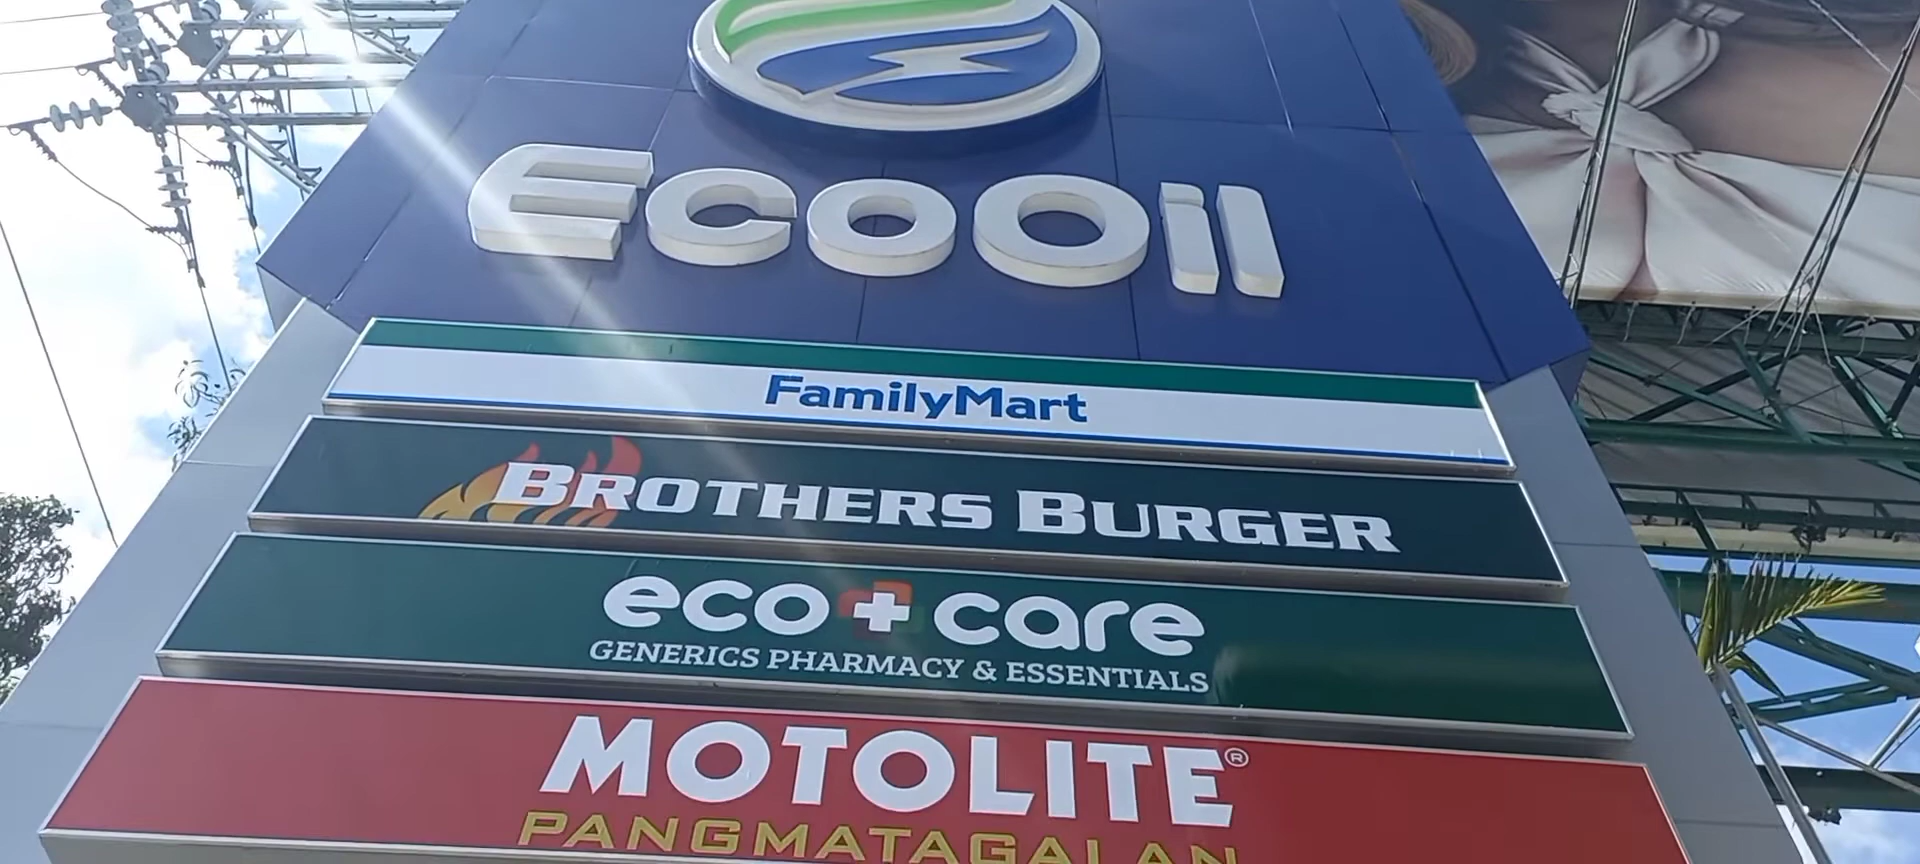 EcoOil
FamilyMart
BROTHERS BURGER
eco+care
GENERICS PHARMACY & ESSENTIALS
MOTOLITE®
PANGMATAGALAN